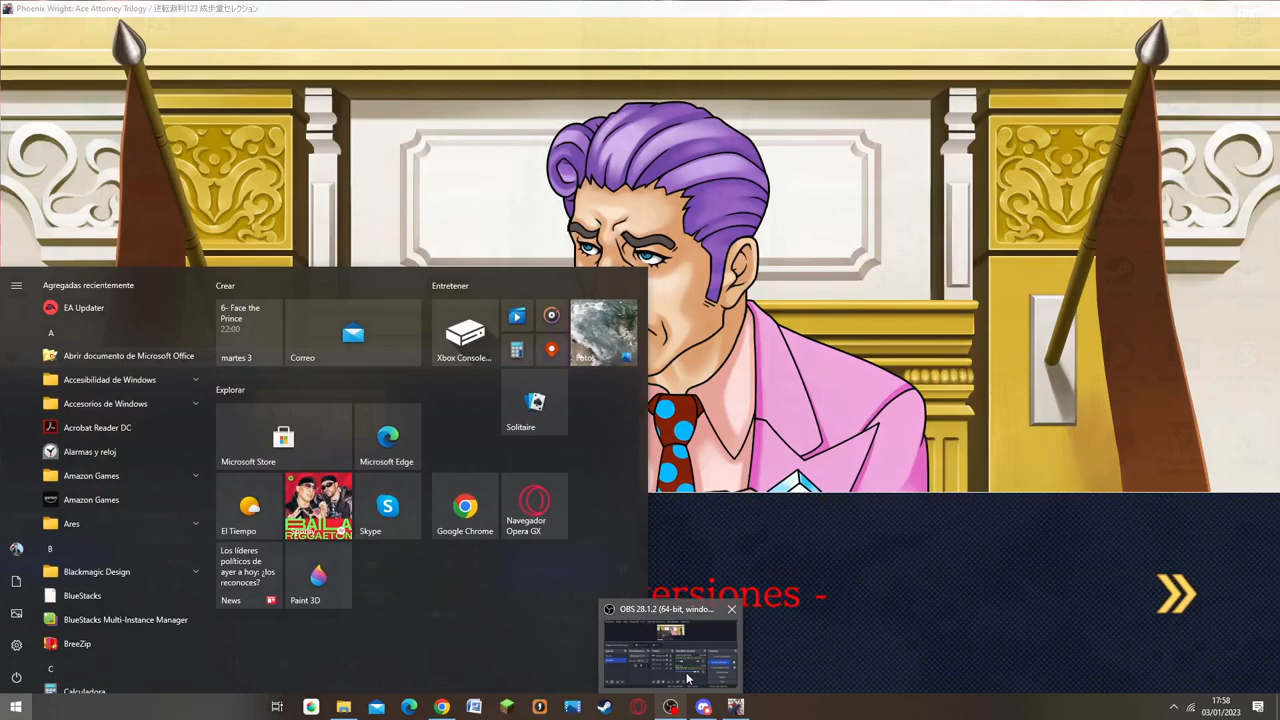 Phoenix Wright: Ace Attorney Trilogy / 逆転裁判123 成歩堂セレクション
Agregadas recientemente
EA Updater
A
Abrir documento de Microsoft Office
Accesibilidad de Windows
Accesorios de Windows
Acrobat Reader DC
Alarmas y reloj
Amazon Games
Amazon Games
Ares
B
Blackmagic Design
BlueStacks
BlueStacks Multi-Instance Manager
BreeZip
C
Calculadora
Crear
6- Face the
Prince
22:00
martes 3
Correo
Explorar
Microsoft Store
Microsoft Edge
El Tiempo
BAILA
REGGAETON
Spotify
Skype
Los líderes
políticos de
ayer a hoy: ¿los
reconoces?
News
Paint 3D
Entretener
Xbox Console...
Fotos
Solitaire
Google Chrome
Navegador
Opera GX
versiones -
OBS 28.1.2 (64-bit, windo...
17:58
03/01/2023